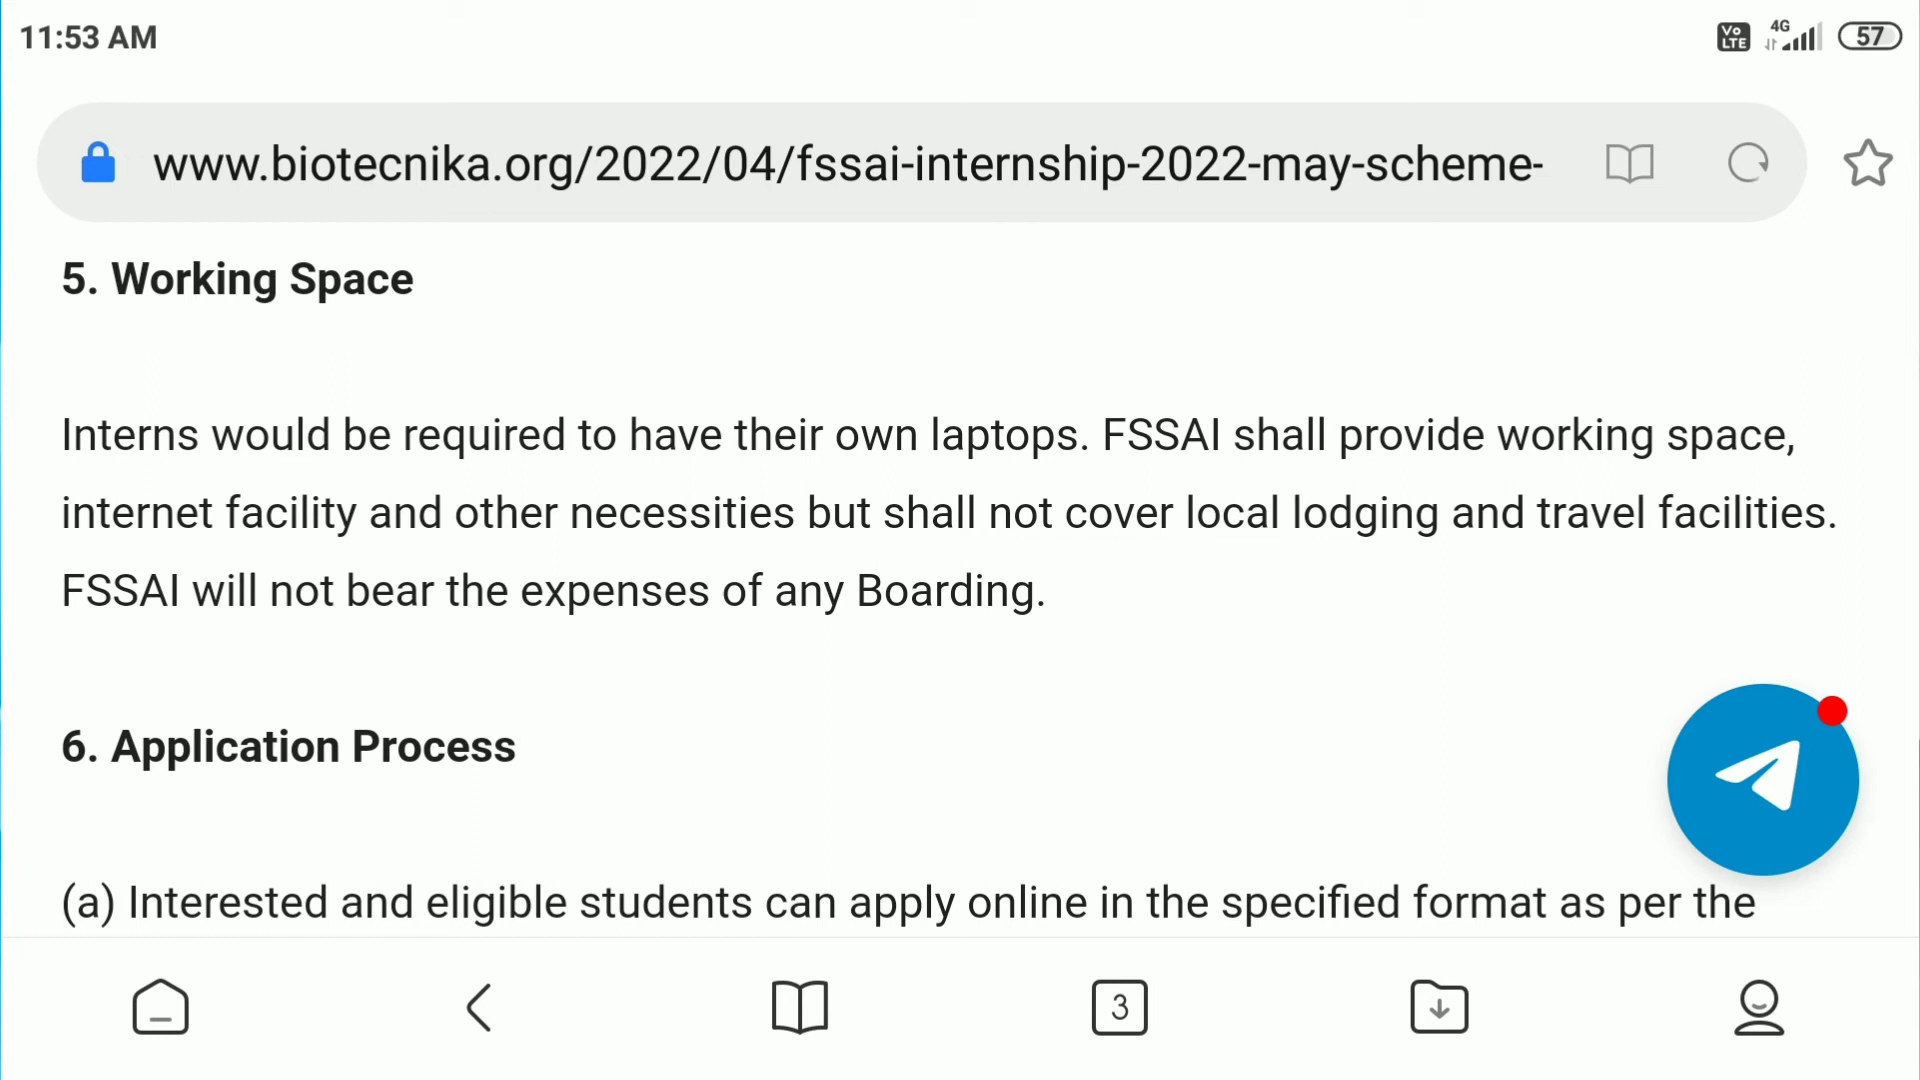 11:53 AM
Vo LTE 4G 57
www.biotecnika.org/2022/04/fssai-internship-2022-may-scheme-
5. Working Space
Interns would be required to have their own laptops. FSSAI shall provide working space,
internet facility and other necessities but shall not cover local lodging and travel facilities.
FSSAI will not bear the expenses of any Boarding.
6. Application Process
(a) Interested and eligible students can apply online in the specified format as per the
3